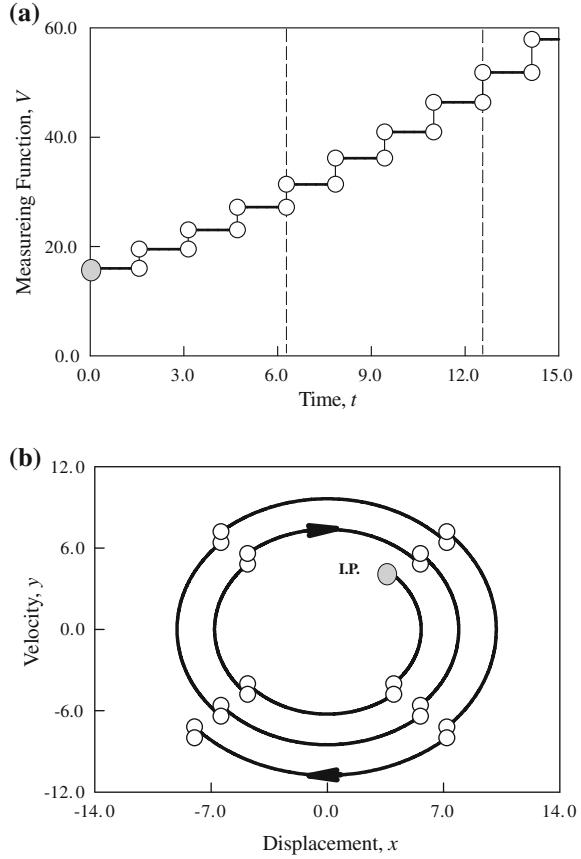 (a)
60.0
40.0
20.0
0.0
Measureing Function, V
0.0 3.0 6.0 9.0 12.0 15.0
Time, t
(b)
12.0
6.0
0.0
-6.0
-12.0
Velocity, y
I.P.
-14.0 -7.0 0.0 7.0 14.0
Displacement, x